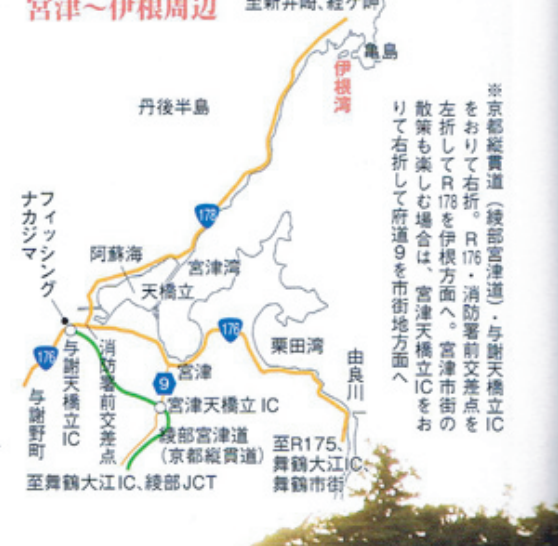 宮津～伊根周辺
至新井崎、経ケ岬
亀島
伊根湾
丹後半島
※京都縦貫道（綾部宮津道）・与謝天橋立IC
をおりて右折。R176・消防署前交差点を
左折してR178を伊根方面へ。宮津市街の
散策も楽しむ場合は、宮津天橋立ICをお
りて右折して府道9を市街地方面へ
178
フィッシング
ナカジマ
阿蘇海
宮津湾
天橋立
176
栗田湾
由良川
176
与謝野町
与謝天橋立IC
消防署前交差点
宮津
9
宮津天橋立 IC
綾部宮津道
（京都縦貫道）
至R175、
舞鶴大江IC、
舞鶴市街
至舞鶴大江IC、綾部JCT